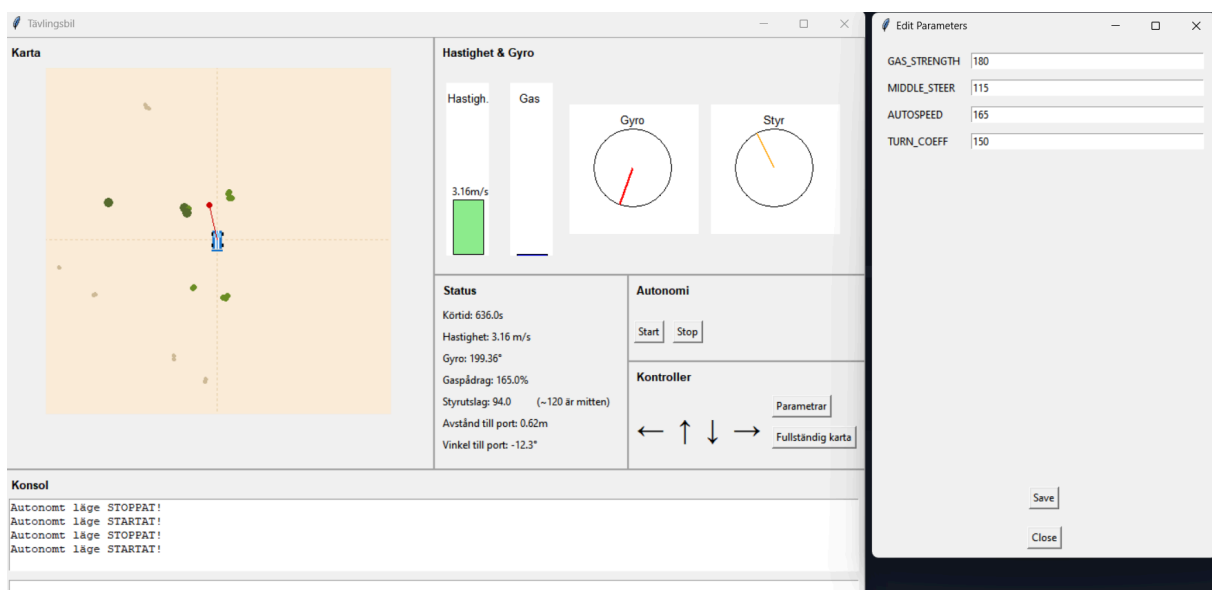 Tävlingsbil
Karta
Hastighet & Gyro
Hastigh.
Gas
Gyro
Styr
3.16m/s
Status
Körtid: 636.0s
Hastighet: 3.16 m/s
Gyro: 199.36°
Gaspådrag: 165.0%
Styrutslag: 94.0 (~120 är mitten)
Avstånd till port: 0.62m
Vinkel till port: -12.3°
Autonomi
Start Stop
Kontroller
← ↑ ↓ →
Parametrar
Fullständig karta
Konsol
Autonomt läge STOPPAT!
Autonomt läge STARTAT!
Autonomt läge STOPPAT!
Autonomt läge STARTAT!
Edit Parameters
GAS_STRENGTH 180
MIDDLE_STEER 115
AUTOSPEED 165
TURN_COEFF 150
Save
Close